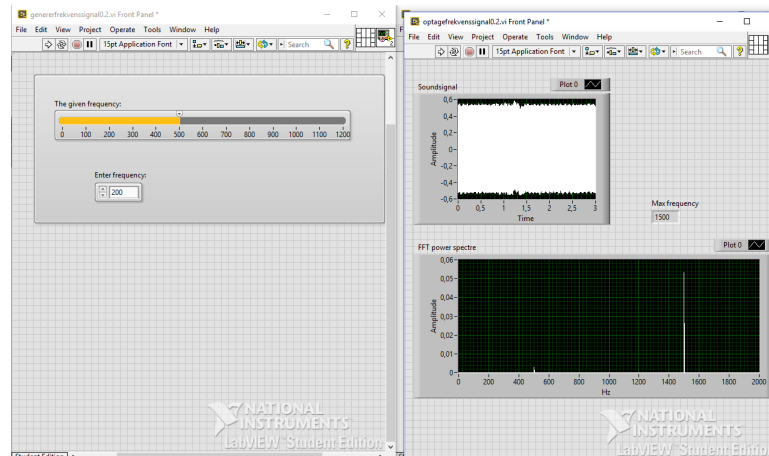 genererfrekvenssignal0.2.vi Front Panel *
File Edit View Project Operate Tools Window Help
15pt Application Font
Search
The given frequency:
0 100 200 300 400 500 600 700 800 900 1000 1100 1200
Enter frequency:
200
NATIONAL
INSTRUMENTS
LabVIEW Student Edition
Student Edition
optagefrekvenssignal0.2.vi Front Panel *
File Edit View Project Operate Tools Window Help
15pt Application Font
Search
Soundsignal
Plot 0
Amplitude
0,6
0,4
0,2
0
-0,2
-0,4
-0,6
0 0,5 1 1,5 2 2,5 3
Time
Max frequency
1500
FFT power spectre
Plot 0
Amplitude
0,06
0,05
0,04
0,03
0,02
0,01
0
0 200 400 600 800 1000 1200 1400 1600 1800 2000
Hz
NATIONAL
INSTRUMENTS
LabVIEW Student Editio